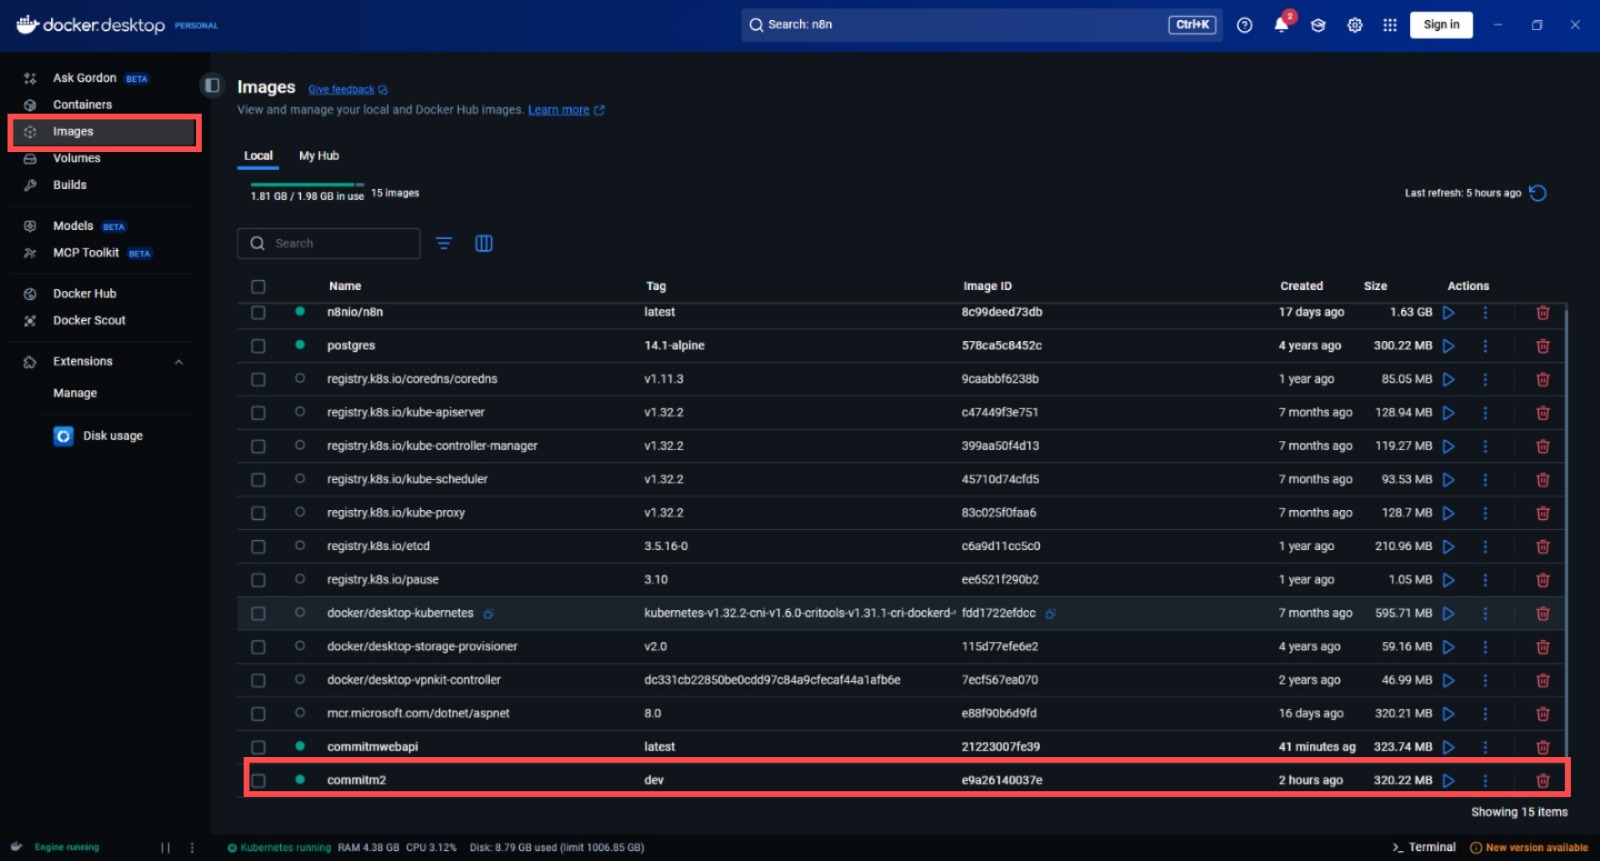 docker.desktop PERSONAL
Search: n8n Ctrl+K
2
Sign in
Ask Gordon BETA
Containers
Images
Volumes
Builds
Models BETA
MCP Toolkit BETA
Docker Hub
Docker Scout
Extensions
Manage
Disk usage
Images Give feedback
View and manage your local and Docker Hub images. Learn more
Local My Hub
1.81 GB / 1.98 GB in use 15 images
Last refresh: 5 hours ago
Search
Name Tag Image ID Created Size Actions
n8nio/n8n latest 8c99deed73db 17 days ago 1.63 GB
postgres 14.1-alpine 578ca5c8452c 4 years ago 300.22 MB
registry.k8s.io/coredns/coredns v1.11.3 9caabbf6238b 1 year ago 85.05 MB
registry.k8s.io/kube-apiserver v1.32.2 c47449f3e751 7 months ago 128.94 MB
registry.k8s.io/kube-controller-manager v1.32.2 399aa50f4d13 7 months ago 119.27 MB
registry.k8s.io/kube-scheduler v1.32.2 45710d74cfd5 7 months ago 93.53 MB
registry.k8s.io/kube-proxy v1.32.2 83c025f0faa6 7 months ago 128.7 MB
registry.k8s.io/etcd 3.5.16-0 c6a9d11cc5c0 1 year ago 210.96 MB
registry.k8s.io/pause 3.10 ee6521f290b2 1 year ago 1.05 MB
docker/desktop-kubernetes kubernetes-v1.32.2-cni-v1.6.0-critools-v1.31.1-cri-dockerd- fdd1722efdcc 7 months ago 595.71 MB
docker/desktop-storage-provisioner v2.0 115d77efe6e2 4 years ago 59.16 MB
docker/desktop-vpnkit-controller dc331cb22850be0cdd97c84a9cfecaf44a1afb6e 7ecf567ea070 2 years ago 46.99 MB
mcr.microsoft.com/dotnet/aspnet 8.0 e88f90b6d9fd 16 days ago 320.21 MB
commitmwebapi latest 21223007fe39 41 minutes ag 323.74 MB
commitm2 dev e9a26140037e 2 hours ago 320.22 MB
Showing 15 items
Engine running
Kubernetes running RAM 4.38 GB CPU 3.12% Disk: 8.79 GB used (limit 1006.85 GB)
>_ Terminal New version available